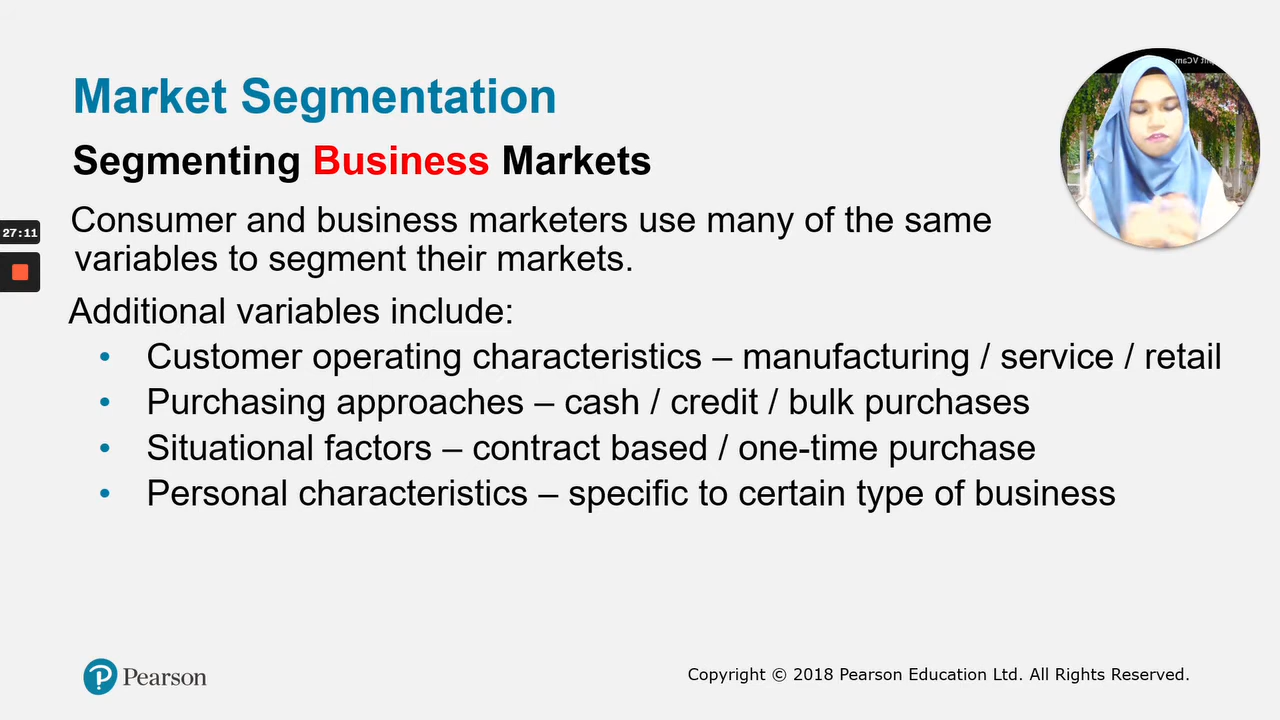 Market Segmentation
Segmenting Business Markets
Consumer and business marketers use many of the same
variables to segment their markets.
27:11
Additional variables include:
• Customer operating characteristics – manufacturing / service / retail
• Purchasing approaches – cash / credit / bulk purchases
• Situational factors – contract based / one-time purchase
• Personal characteristics – specific to certain type of business
Pearson
Copyright © 2018 Pearson Education Ltd. All Rights Reserved.